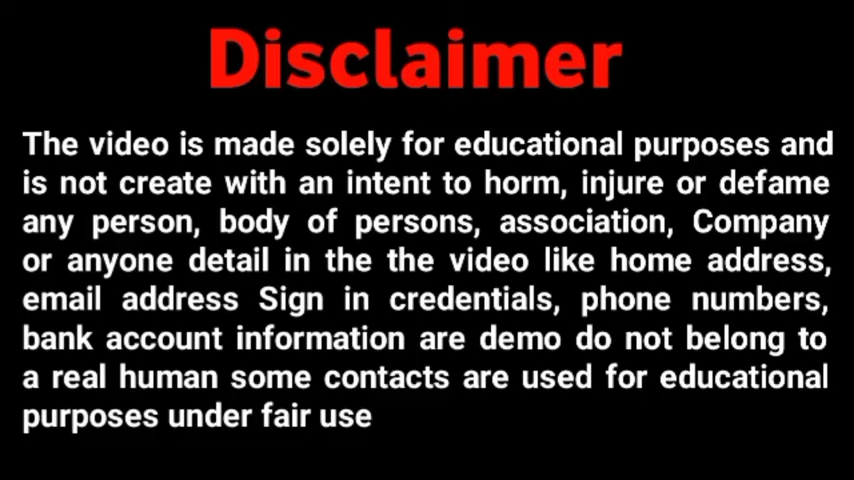 Disclaimer
The video is made solely for educational purposes and
is not create with an intent to horm, injure or defame
any person, body of persons, association, Company
or anyone detail in the the video like home address,
email address Sign in credentials, phone numbers,
bank account information are demo do not belong to
a real human some contacts are used for educational
purposes under fair use